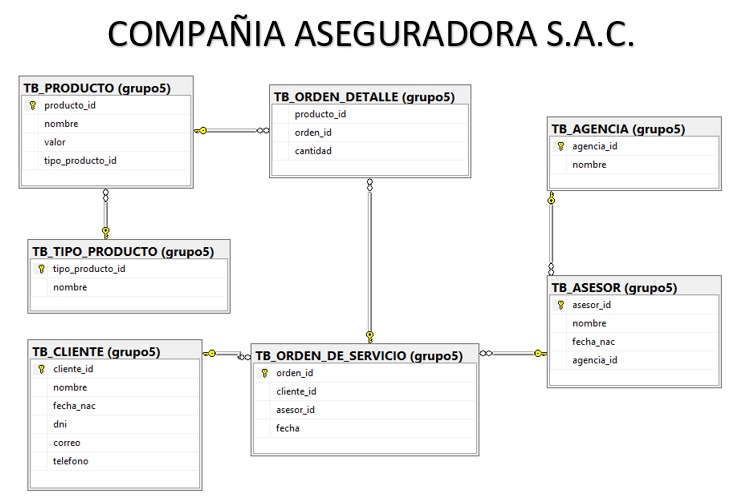 COMPAÑIA ASEGURADORA S.A.C.
TB_PRODUCTO (grupo5)
producto_id
nombre
valor
tipo_producto_id
TB_ORDEN_DETALLE (grupo5)
producto_id
orden_id
cantidad
TB_AGENCIA (grupo5)
agencia_id
nombre
TB_TIPO_PRODUCTO (grupo5)
tipo_producto_id
nombre
TB_ASESOR (grupo5)
asesor_id
nombre
fecha_nac
agencia_id
TB_CLIENTE (grupo5)
cliente_id
nombre
fecha_nac
dni
correo
telefono
TB_ORDEN_DE_SERVICIO (grupo5)
orden_id
cliente_id
asesor_id
fecha